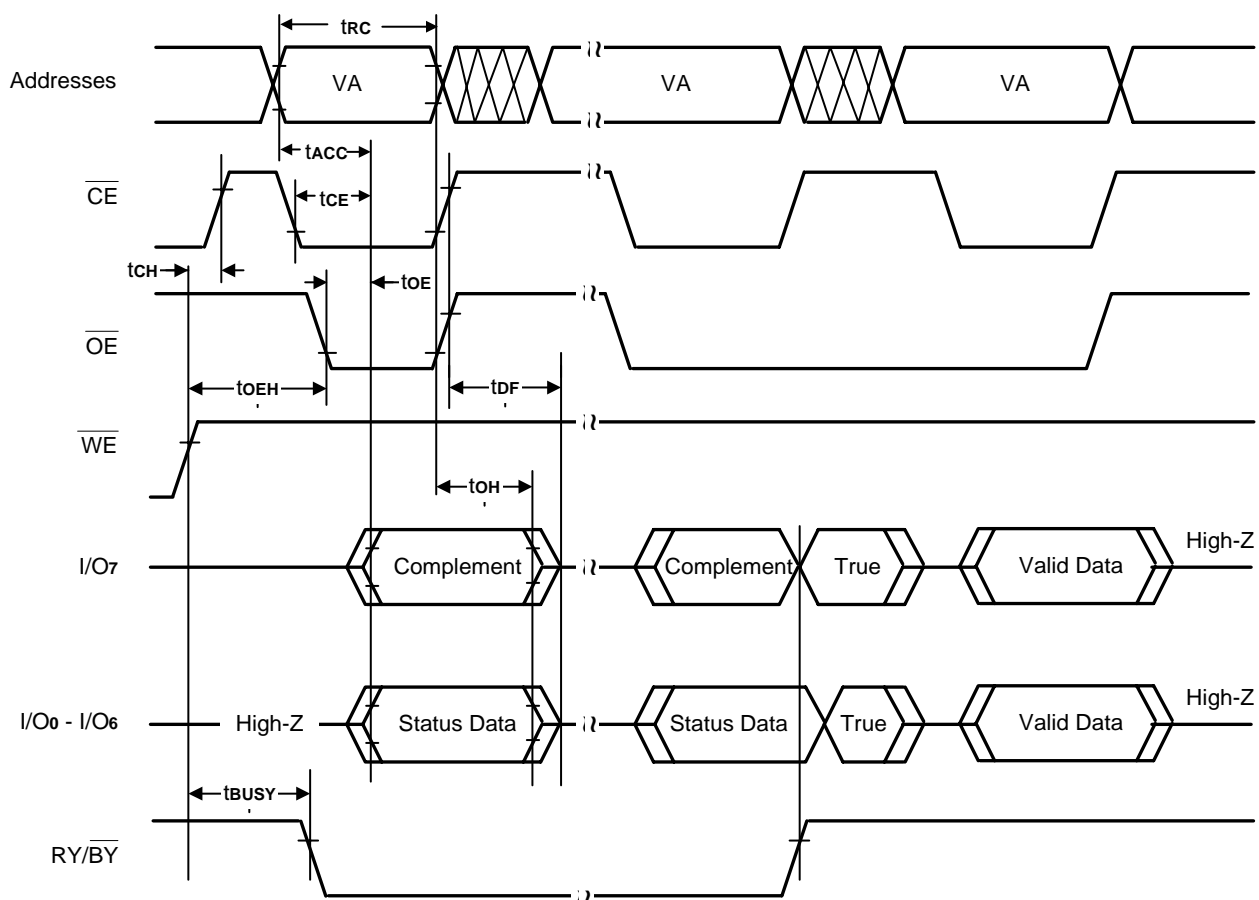 tRC
Addresses VA VA VA
tACC
CE tCE
tCH tOE
OE
tOEH tDF
WE
tOH
I/O7 Complement Complement True Valid Data High-Z
I/O0 - I/O6 High-Z Status Data Status Data True Valid Data High-Z
tBUSY
RY/BY